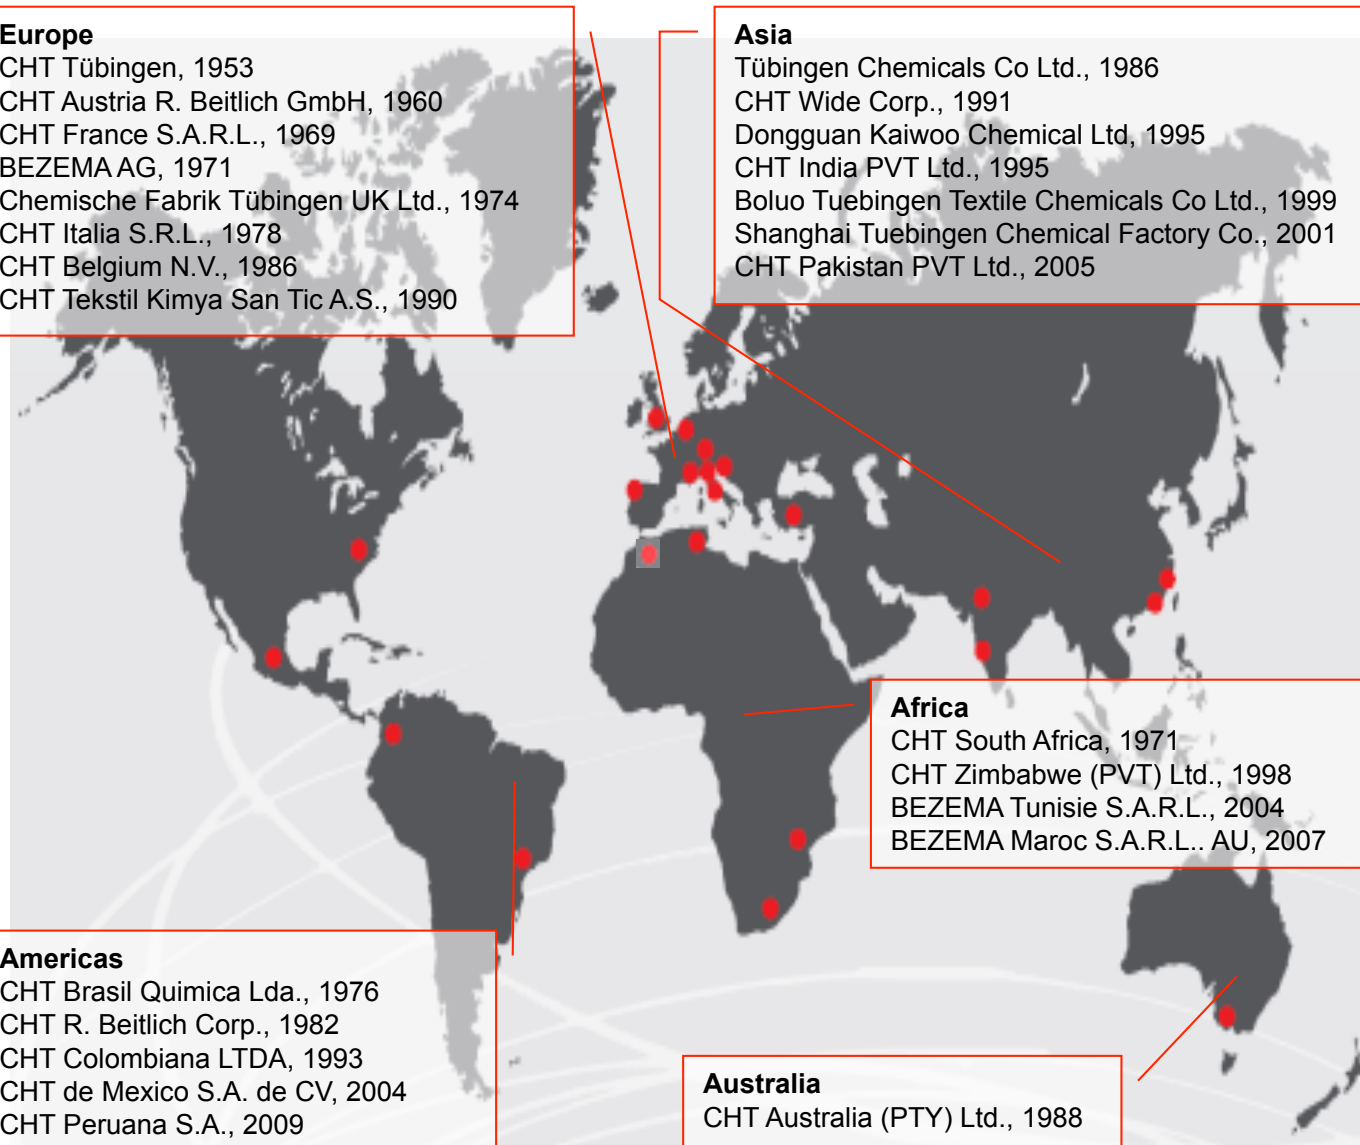 Europe
CHT Tübingen, 1953
CHT Austria R. Beitlich GmbH, 1960
CHT France S.A.R.L., 1969
BEZEMA AG, 1971
Chemische Fabrik Tübingen UK Ltd., 1974
CHT Italia S.R.L., 1978
CHT Belgium N.V., 1986
CHT Tekstil Kimya San Tic A.S., 1990
Asia
Tübingen Chemicals Co Ltd., 1986
CHT Wide Corp., 1991
Dongguan Kaiwoo Chemical Ltd, 1995
CHT India PVT Ltd., 1995
Boluo Tuebingen Textile Chemicals Co Ltd., 1999
Shanghai Tuebingen Chemical Factory Co., 2001
CHT Pakistan PVT Ltd., 2005
Africa
CHT South Africa, 1971
CHT Zimbabwe (PVT) Ltd., 1998
BEZEMA Tunisie S.A.R.L., 2004
BEZEMA Maroc S.A.R.L.. AU, 2007
Americas
CHT Brasil Quimica Lda., 1976
CHT R. Beitlich Corp., 1982
CHT Colombiana LTDA, 1993
CHT de Mexico S.A. de CV, 2004
CHT Peruana S.A., 2009
Australia
CHT Australia (PTY) Ltd., 1988